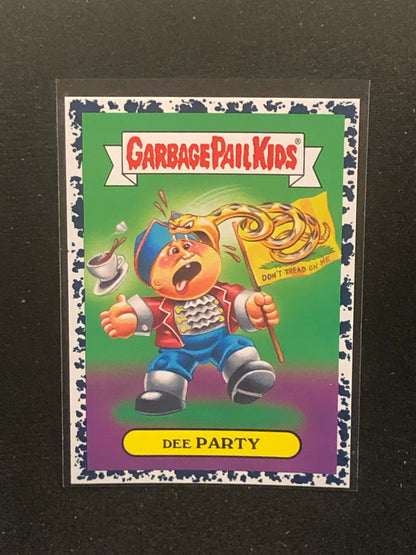 GARBAGE PAIL KIDS®
DON'T TREAD ON ME
DEE PARTY